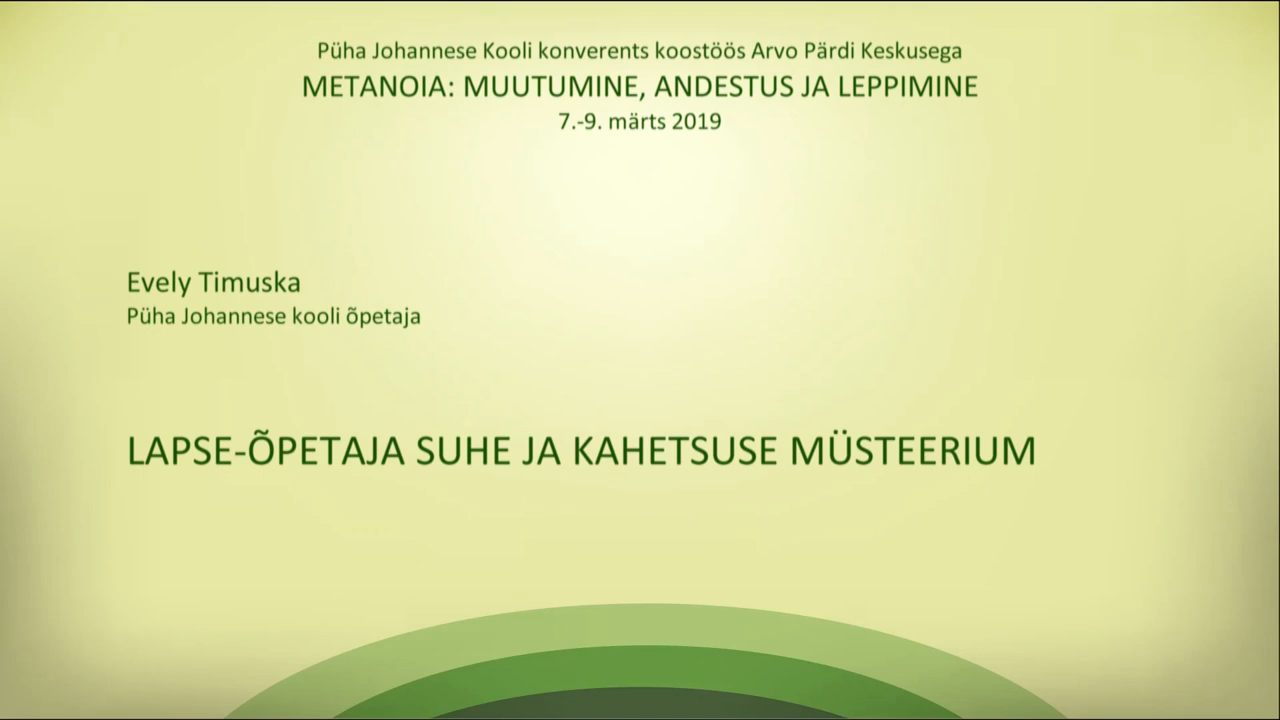 Püha Johannese Kooli konverents koostöös Arvo Pärdi Keskusega
METANOIA: MUUTUMINE, ANDESTUS JA LEPPIMINE
7.-9. märts 2019
Evely Timuska
Püha Johannese kooli õpetaja
LAPSE-ÕPETAJA SUHE JA KAHETSUSE MÜSTEERIUM